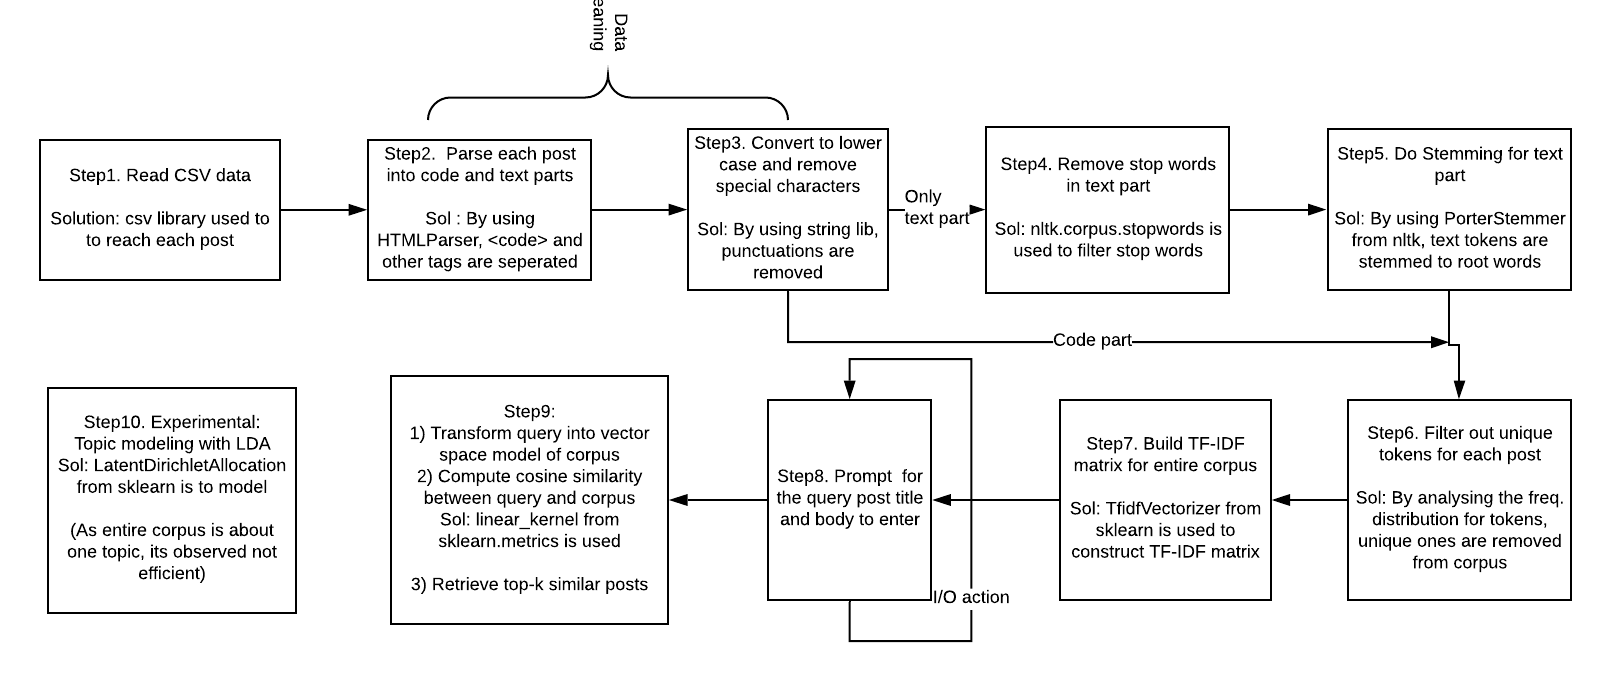 Data
eaning
Step1. Read CSV data
Solution: csv library used to
to reach each post
Step2.  Parse each post
into code and text parts
Sol : By using
HTMLParser, <code> and
other tags are seperated
Step3. Convert to lower
case and remove
special characters
Sol: By using string lib,
punctuations are
removed
Only
text part
Step4. Remove stop words
in text part
Sol: nltk.corpus.stopwords is
used to filter stop words
Step5. Do Stemming for text
part
Sol: By using PorterStemmer
from nltk, text tokens are
stemmed to root words
Code part
Step6. Filter out unique
tokens for each post
Sol: By analysing the freq.
distribution for tokens,
unique ones are removed
from corpus
Step7. Build TF-IDF
matrix for entire corpus
Sol: TfidfVectorizer from
sklearn is used to
construct TF-IDF matrix
Step8. Prompt  for
the query post title
and body to enter
I/O action
Step9:
1) Transform query into vector
space model of corpus
2) Compute cosine similarity
between query and corpus
Sol: linear_kernel from
sklearn.metrics is used
3) Retrieve top-k similar posts
Step10. Experimental:
Topic modeling with LDA
Sol: LatentDirichletAllocation
from sklearn is to model
(As entire corpus is about
one topic, its observed not
efficient)